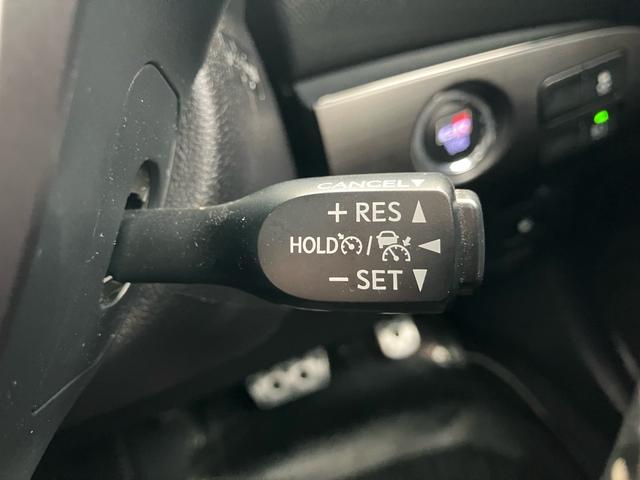 CANCEL▼
+ RES ▲
HOLD / ◀
− SET ▼